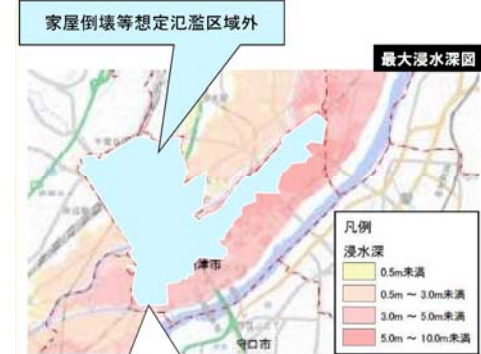 家屋倒壊等想定氾濫区域外
最大浸水深図
津市
守口市
凡例
浸水深
0.5m未満
0.5m ～ 3.0m未満
3.0m ～ 5.0m未満
5.0m ～ 10.0m未満